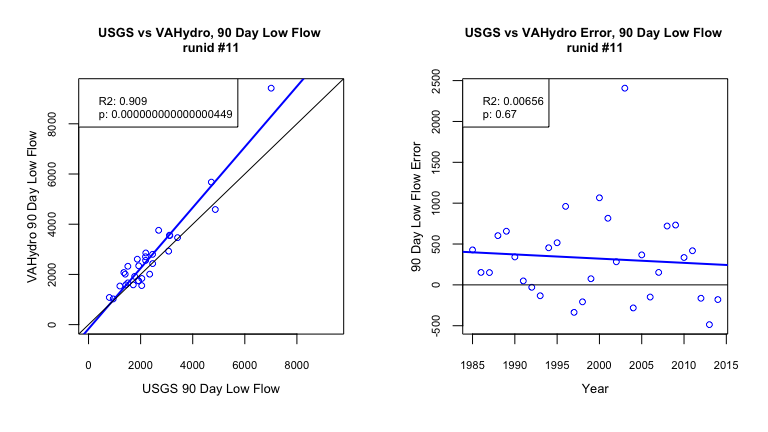 USGS vs VAHydro, 90 Day Low Flow
runid #11
R2: 0.909
p: 0.000000000000000449
VAHydro 90 Day Low Flow
8000
6000
4000
2000
0
0 2000 4000 6000 8000
USGS 90 Day Low Flow
USGS vs VAHydro Error, 90 Day Low Flow
runid #11
R2: 0.00656
p: 0.67
90 Day Low Flow Error
2500
2000
1500
1000
500
0
-500
1985 1990 1995 2000 2005 2010 2015
Year